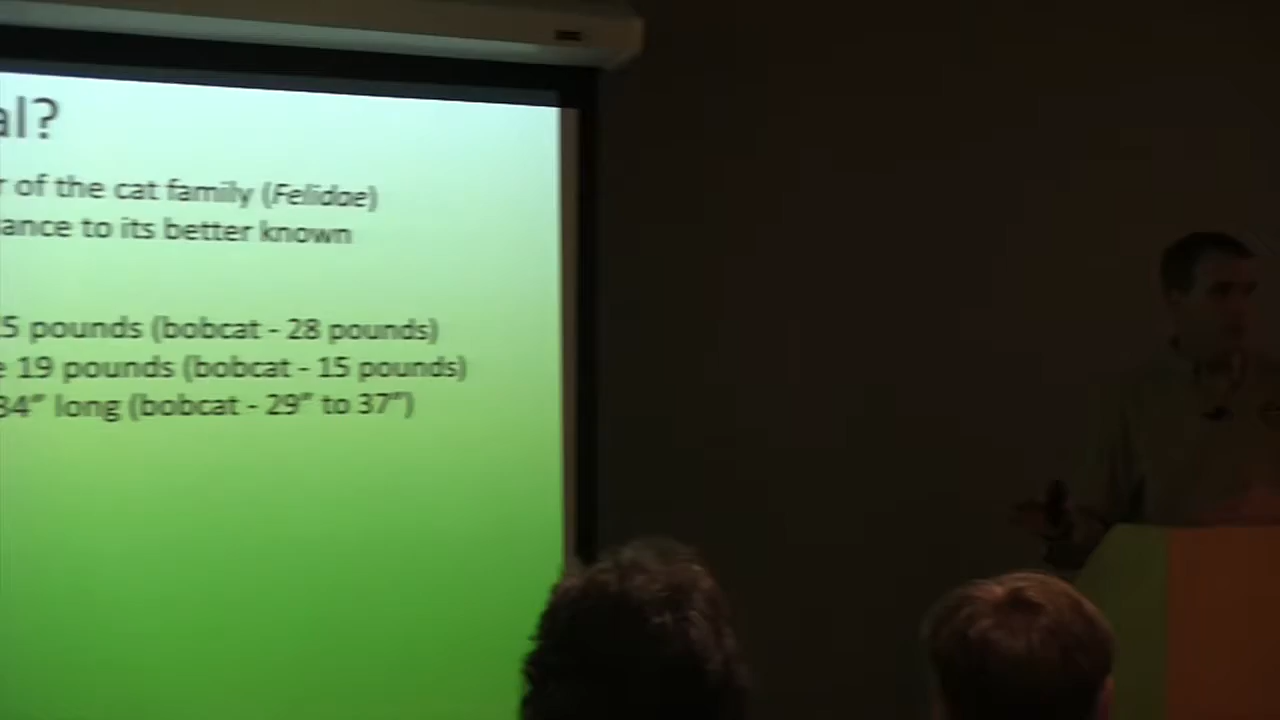 al?
r of the cat family (Felidae)
ance to its better known
5 pounds (bobcat - 28 pounds)
e 19 pounds (bobcat - 15 pounds)
34” long (bobcat - 29” to 37”)